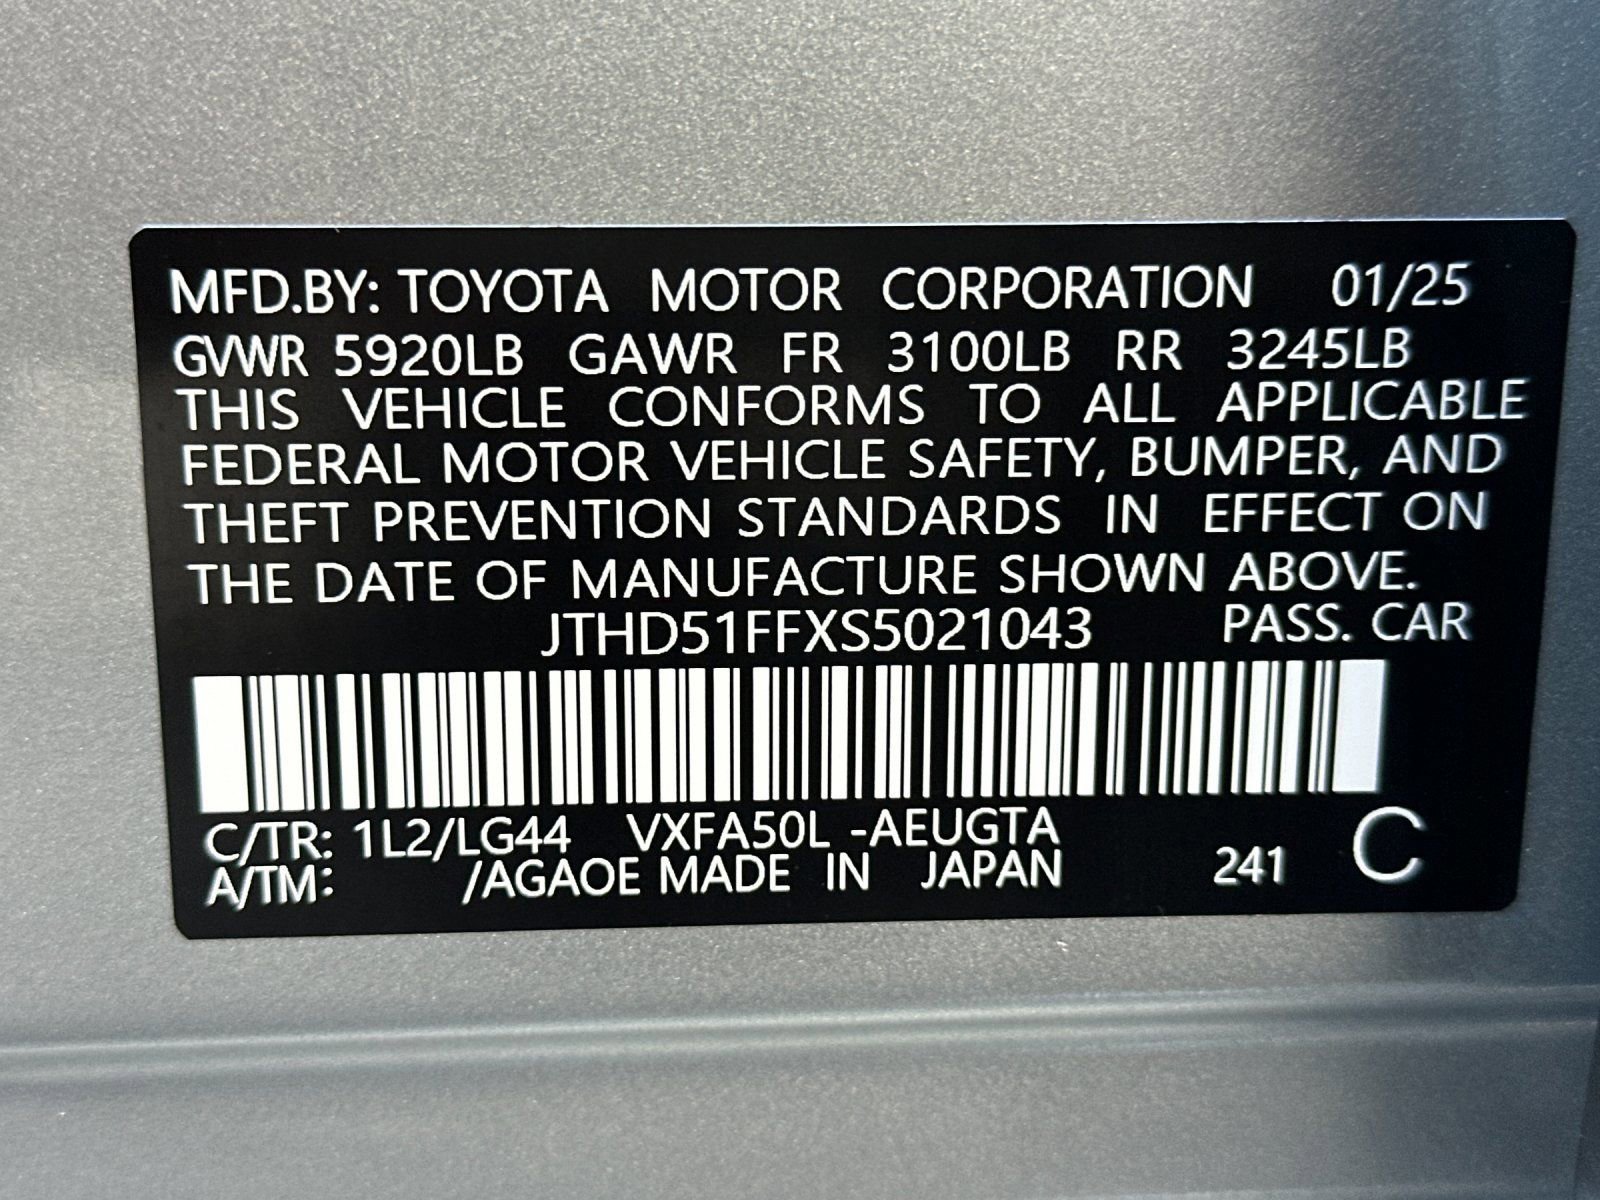 MFD.BY: TOYOTA MOTOR CORPORATION 01/25
GVWR 5920LB GAWR FR 3100LB RR 3245LB
THIS VEHICLE CONFORMS TO ALL APPLICABLE
FEDERAL MOTOR VEHICLE SAFETY, BUMPER, AND
THEFT PREVENTION STANDARDS IN EFFECT ON
THE DATE OF MANUFACTURE SHOWN ABOVE.
JTHD51FFXS5021043 PASS. CAR
C/TR: 1L2/LG44 VXFA50L -AEUGTA
A/TM: /AGAOE MADE IN JAPAN 241 C